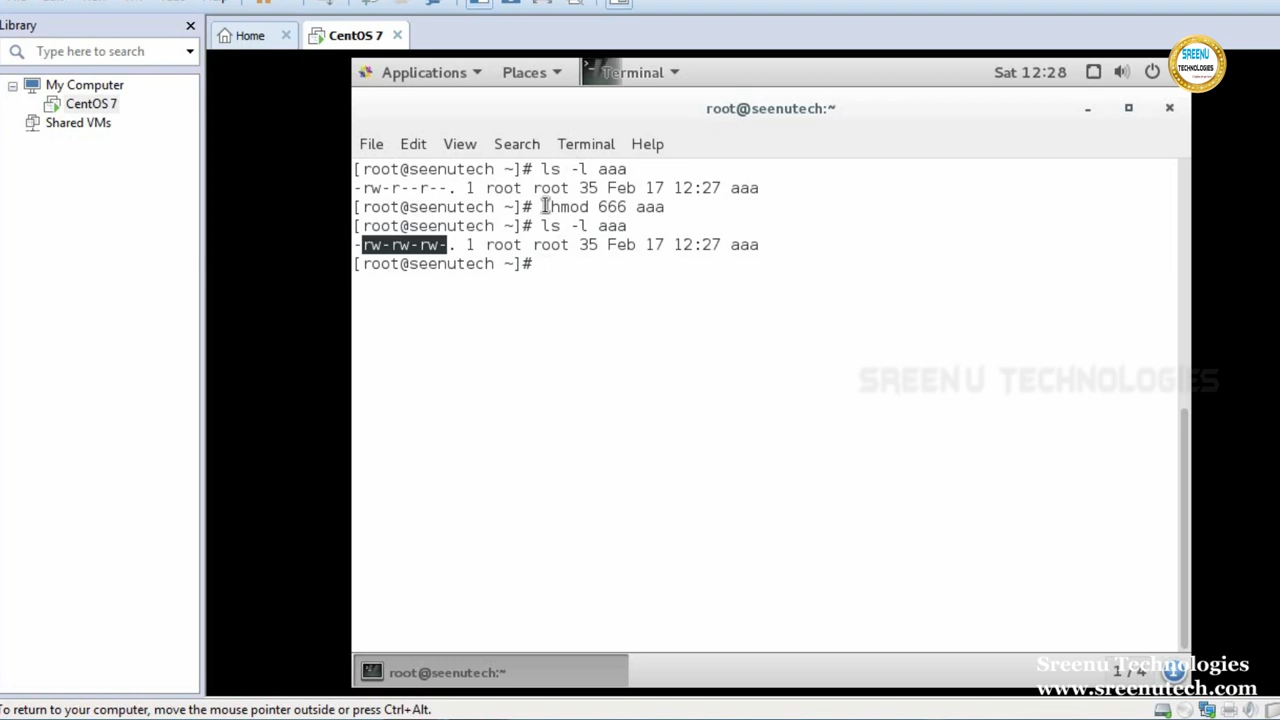 Library
Home
CentOS 7
Type here to search
My Computer
CentOS 7
Shared VMs
Applications
Places
Terminal
Sat 12:28
SREENU
TECHNOLOGIES
root@seenutech:~
File Edit View Search Terminal Help
[root@seenutech ~]# ls -l aaa
-rw-r--r--. 1 root root 35 Feb 17 12:27 aaa
[root@seenutech ~]# chmod 666 aaa
[root@seenutech ~]# ls -l aaa
-rw-rw-rw-. 1 root root 35 Feb 17 12:27 aaa
[root@seenutech ~]#
SREENU TECHNOLOGIES
root@seenutech:~
1 / 4
Sreenu Technologies
www.sreenutech.com
To return to your computer, move the mouse pointer outside or press Ctrl+Alt.